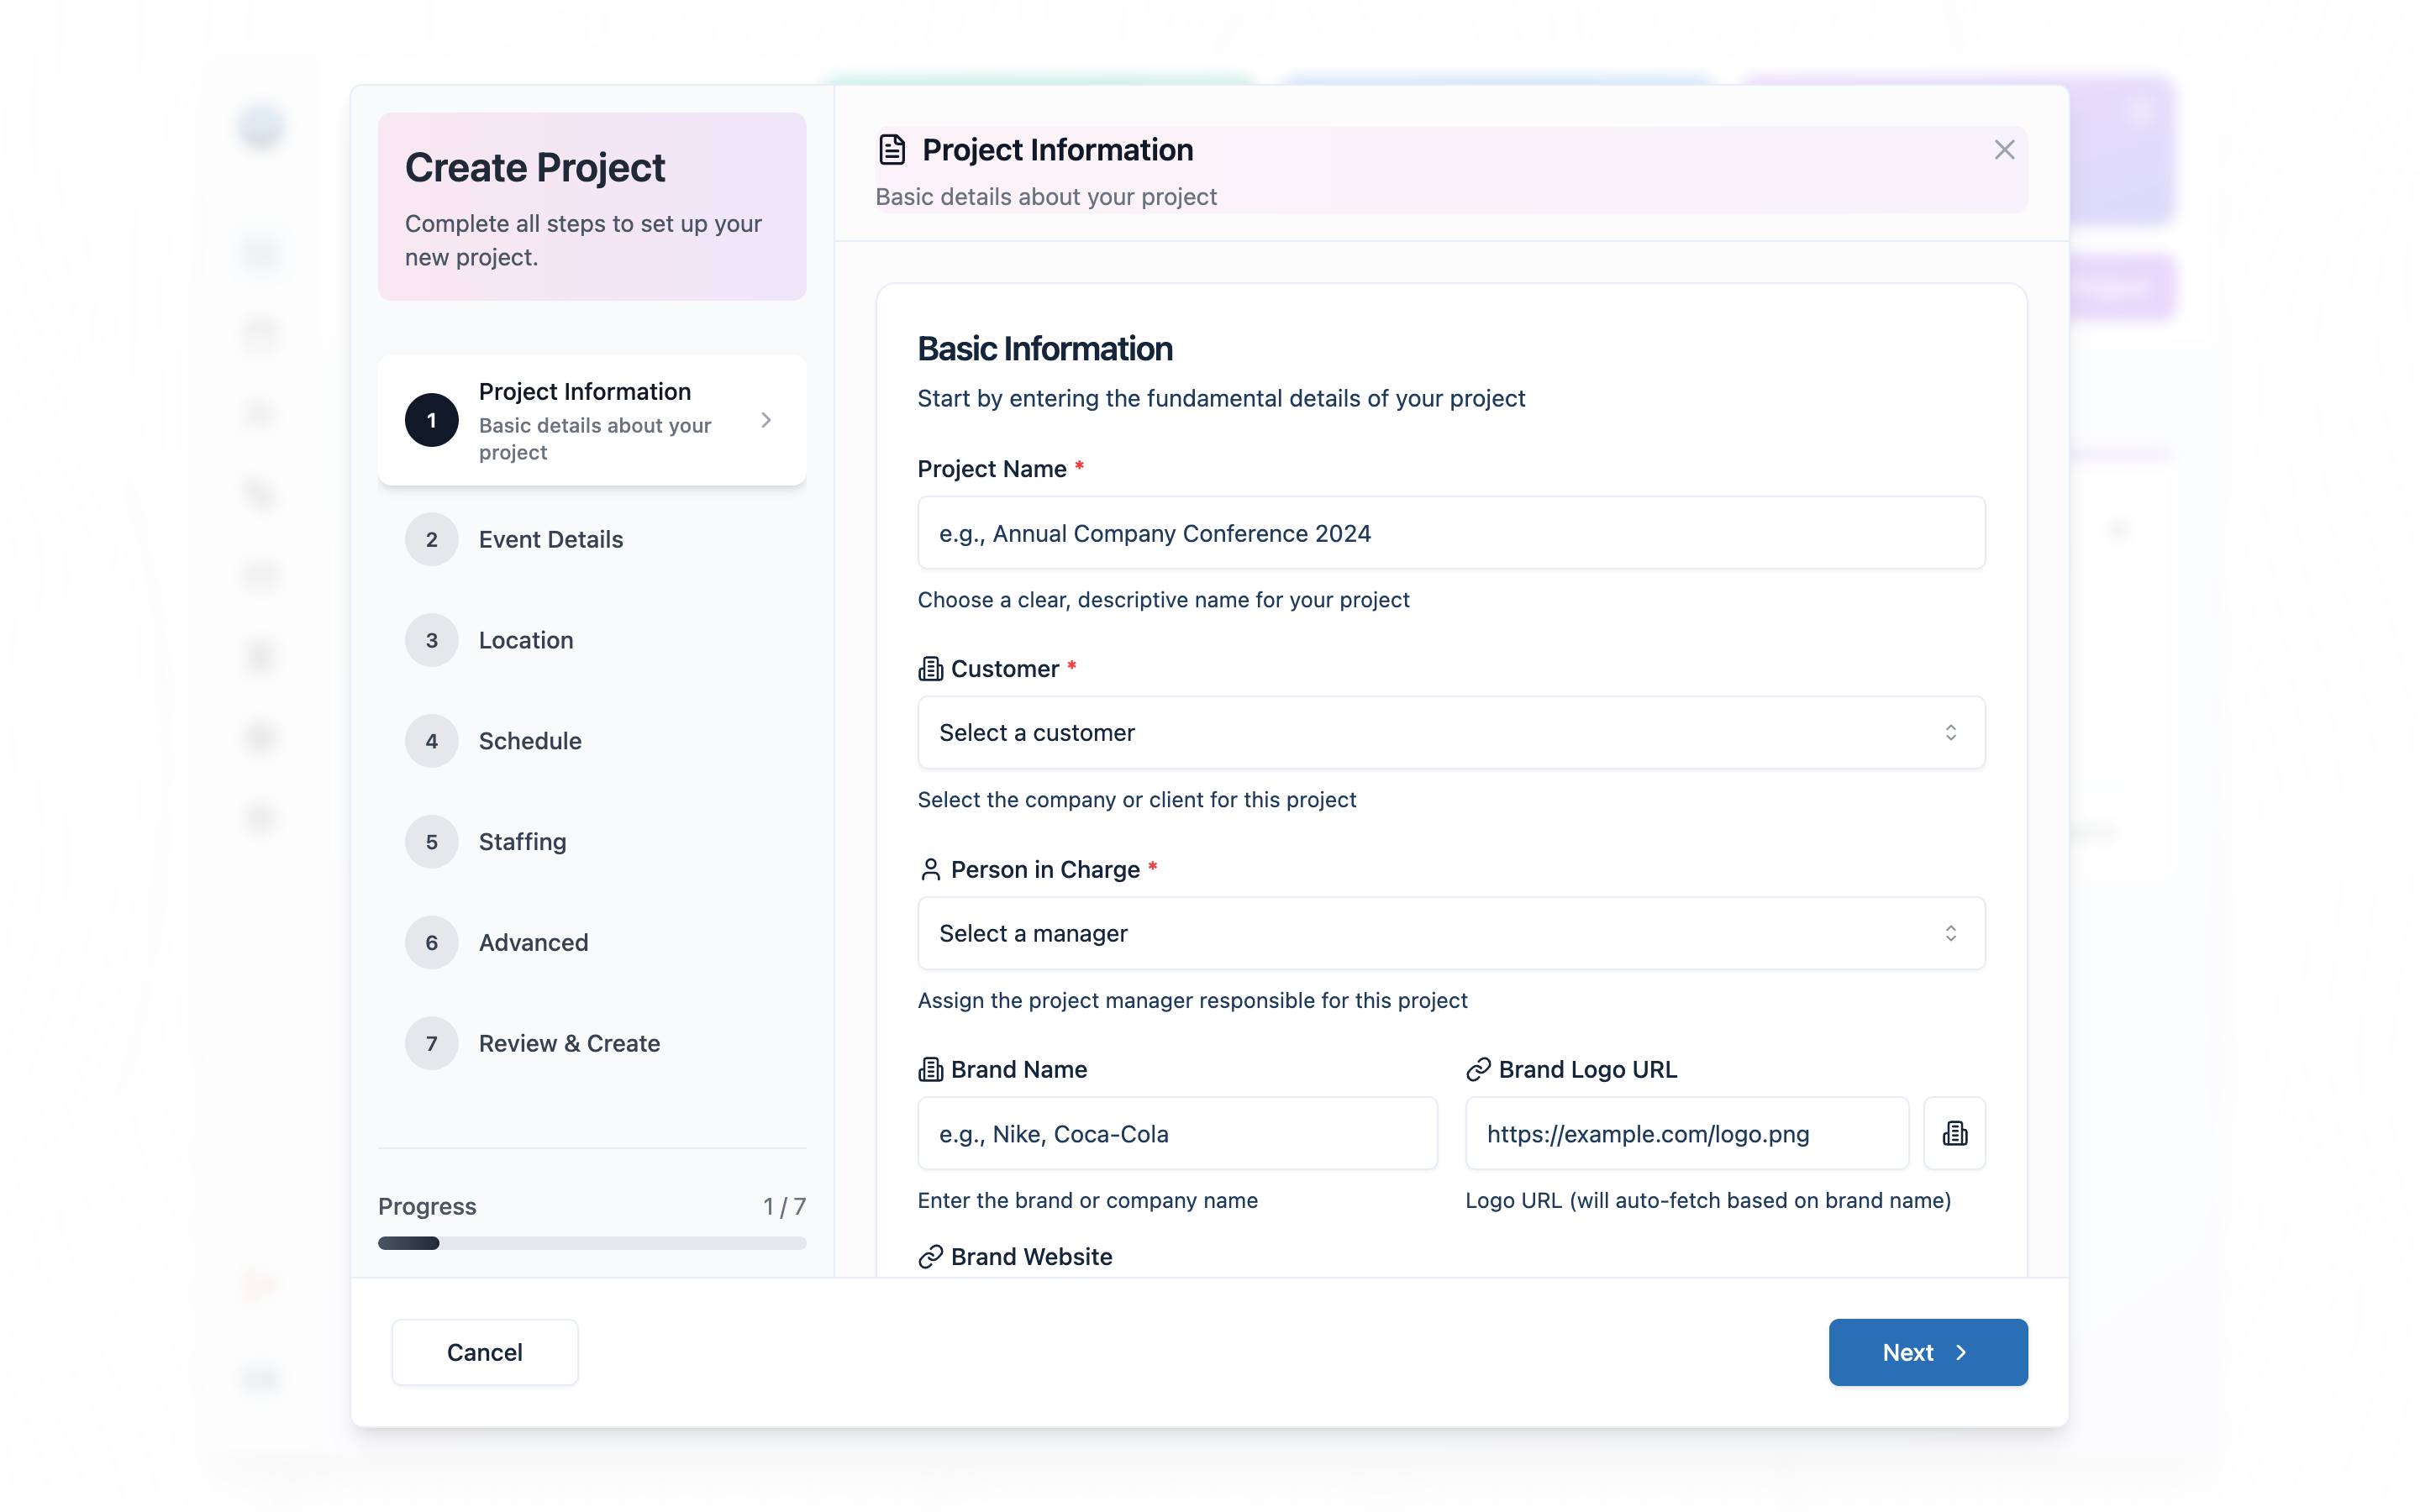 Create Project
Complete all steps to set up your
new project.
1
Project Information
Basic details about your
project
2
Event Details
3
Location
4
Schedule
5
Staffing
6
Advanced
7
Review & Create
Progress
1 / 7
Project Information
Basic details about your project
Basic Information
Start by entering the fundamental details of your project
Project Name *
e.g., Annual Company Conference 2024
Choose a clear, descriptive name for your project
Customer *
Select a customer
Select the company or client for this project
Person in Charge *
Select a manager
Assign the project manager responsible for this project
Brand Name
e.g., Nike, Coca-Cola
Enter the brand or company name
Brand Logo URL
https://example.com/logo.png
Logo URL (will auto-fetch based on brand name)
Brand Website
Cancel
Next